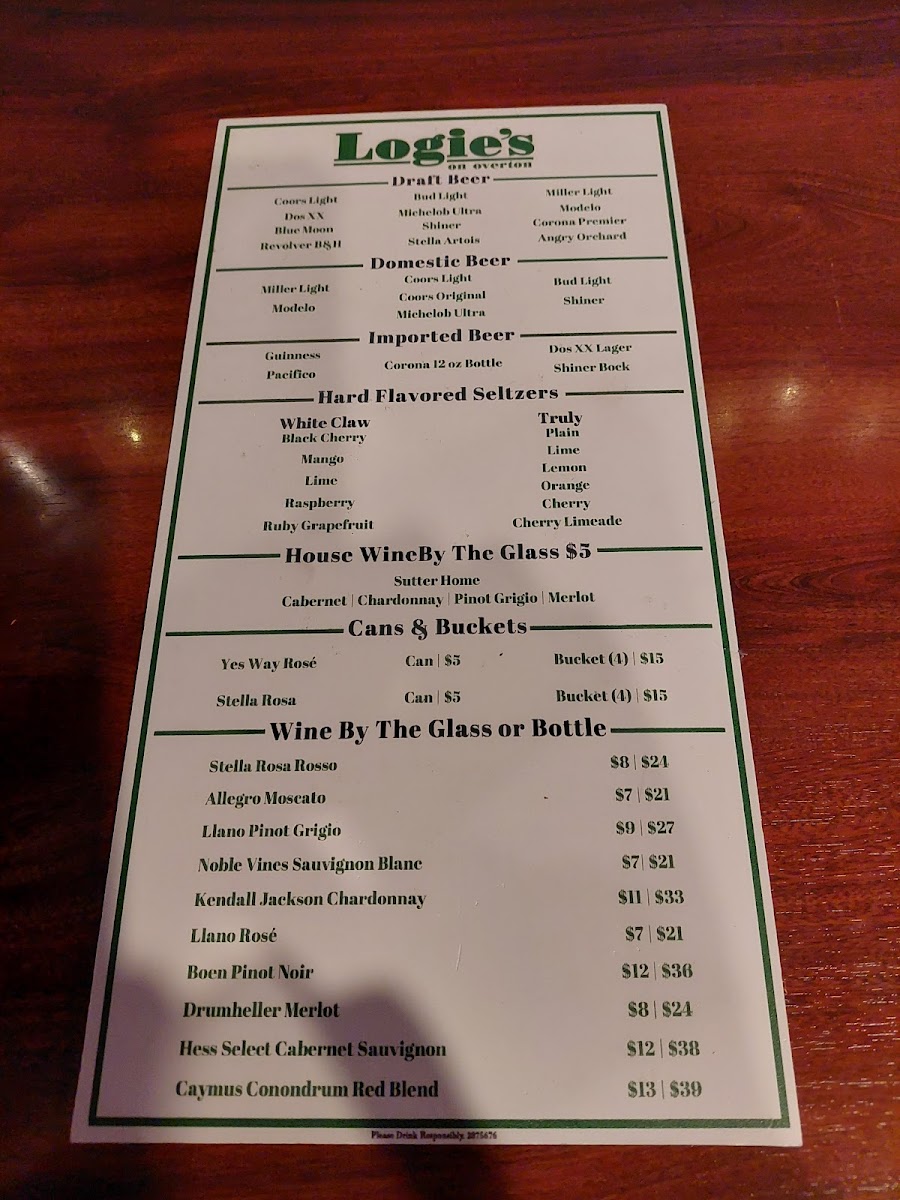 Logie's
on overton
Draft Beer
Coors Light Bud Light Miller Light
Dos XX Michelob Ultra Modelo
Blue Moon Shiner Corona Premier
Revolver B&H Stella Artois Angry Orchard
Domestic Beer
Miller Light Coors Light Bud Light
Modelo Coors Original Shiner
Michelob Ultra
Imported Beer
Guinness Corona 12 oz Bottle Dos XX Lager
Pacifico Shiner Bock
Hard Flavored Seltzers
White Claw Truly
Black Cherry Plain
Mango Lime
Lime Lemon
Raspberry Orange
Ruby Grapefruit Cherry
Cherry Limeade
House WineBy The Glass $5
Sutter Home
Cabernet | Chardonnay | Pinot Grigio | Merlot
Cans & Buckets
Yes Way Rosé Can | $5 Bucket (4) | $15
Stella Rosa Can | $5 Bucket (4) | $15
Wine By The Glass or Bottle
Stella Rosa Rosso $8 | $24
Allegro Moscato $7 | $21
Llano Pinot Grigio $9 | $27
Noble Vines Sauvignon Blanc $7 | $21
Kendall Jackson Chardonnay $11 | $33
Llano Rosé $7 | $21
Boen Pinot Noir $12 | $36
Drumheller Merlot $8 | $24
Hess Select Cabernet Sauvignon $12 | $38
Caymus Conondrum Red Blend $13 | $39
Please Drink Responsibly. 2875676